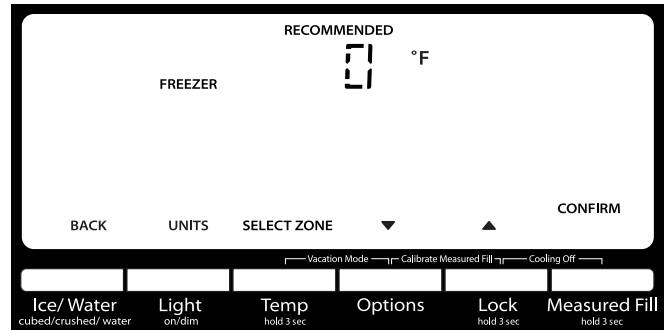 RECOMMENDED
0 °F
FREEZER
CONFIRM
BACK UNITS SELECT ZONE ▼ ▲
Vacation Mode Calibrate Measured Fill Cooling Off
Ice/ Water Light Temp Options Lock Measured Fill
cubed/crushed/ water on/dim hold 3 sec hold 3 sec hold 3 sec